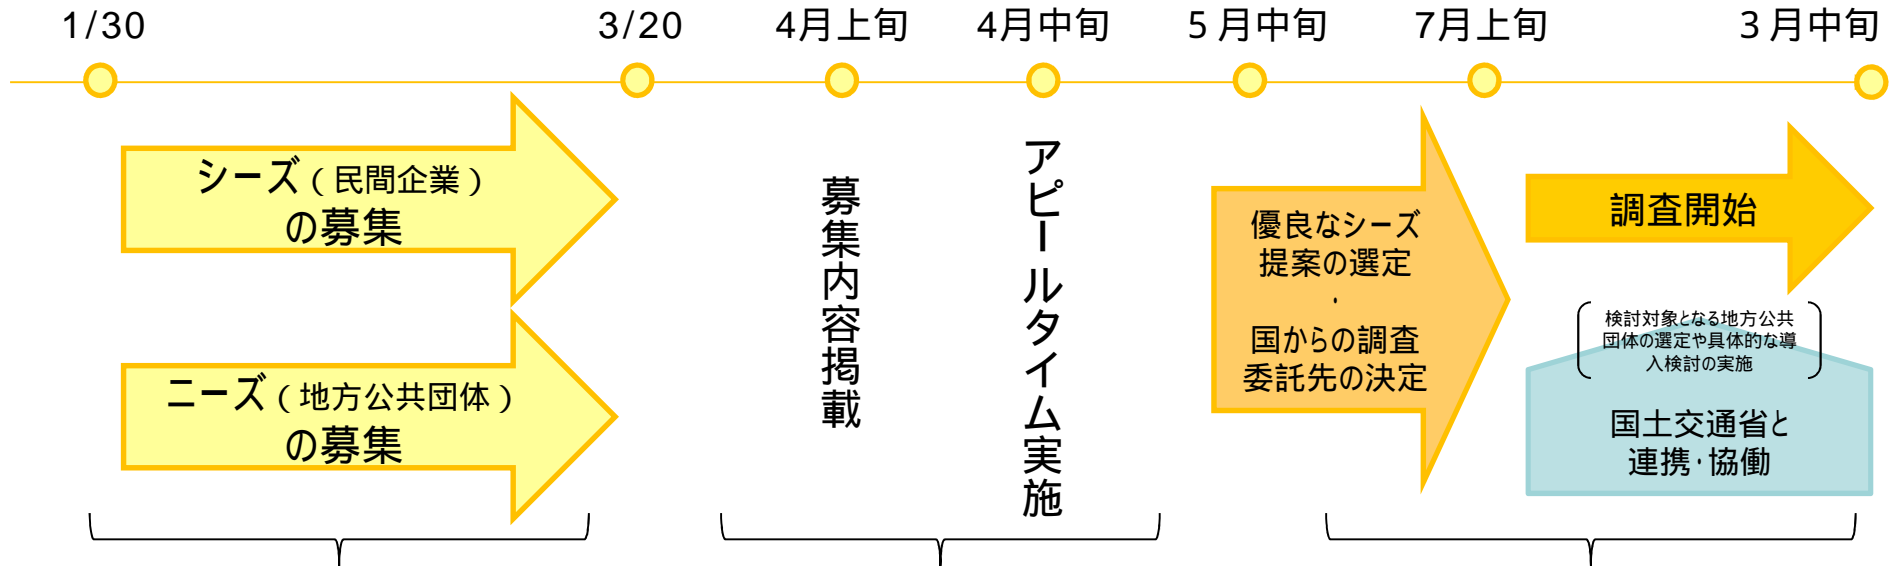 1/30
3/20
4月上旬
4月中旬
5月中旬
7月上旬
3月中旬
シーズ（民間企業）
の募集
ニーズ（地方公共団体）
の募集
募集内容掲載
アピールタイム実施
優良なシーズ
提案の選定
・
国からの調査
委託先の決定
調査開始
検討対象となる地方公共
団体の選定や具体的な導
入検討の実施
国土交通省と
連携・協働